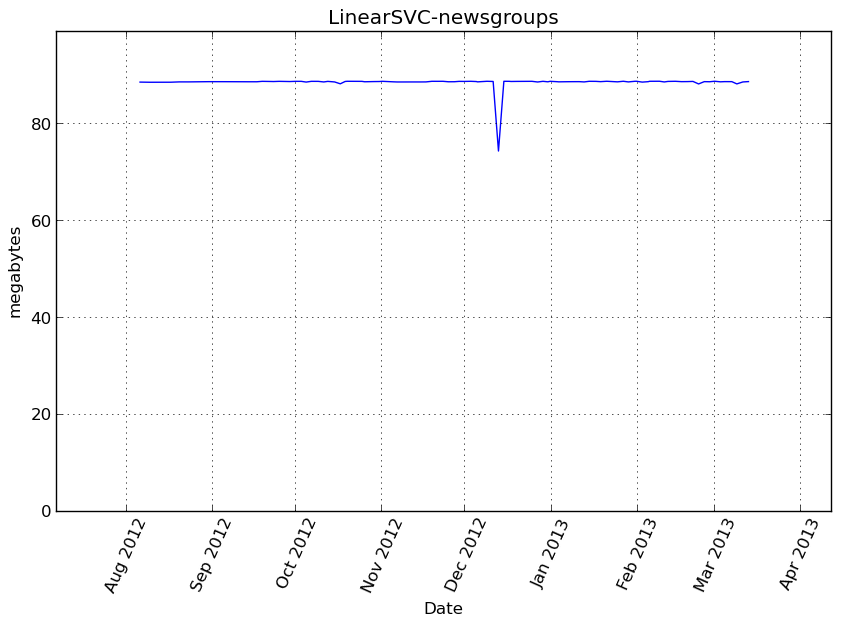 LinearSVC-newsgroups
megabytes
80
60
40
20
0
Aug 2012
Sep 2012
Oct 2012
Nov 2012
Dec 2012
Jan 2013
Feb 2013
Mar 2013
Apr 2013
Date